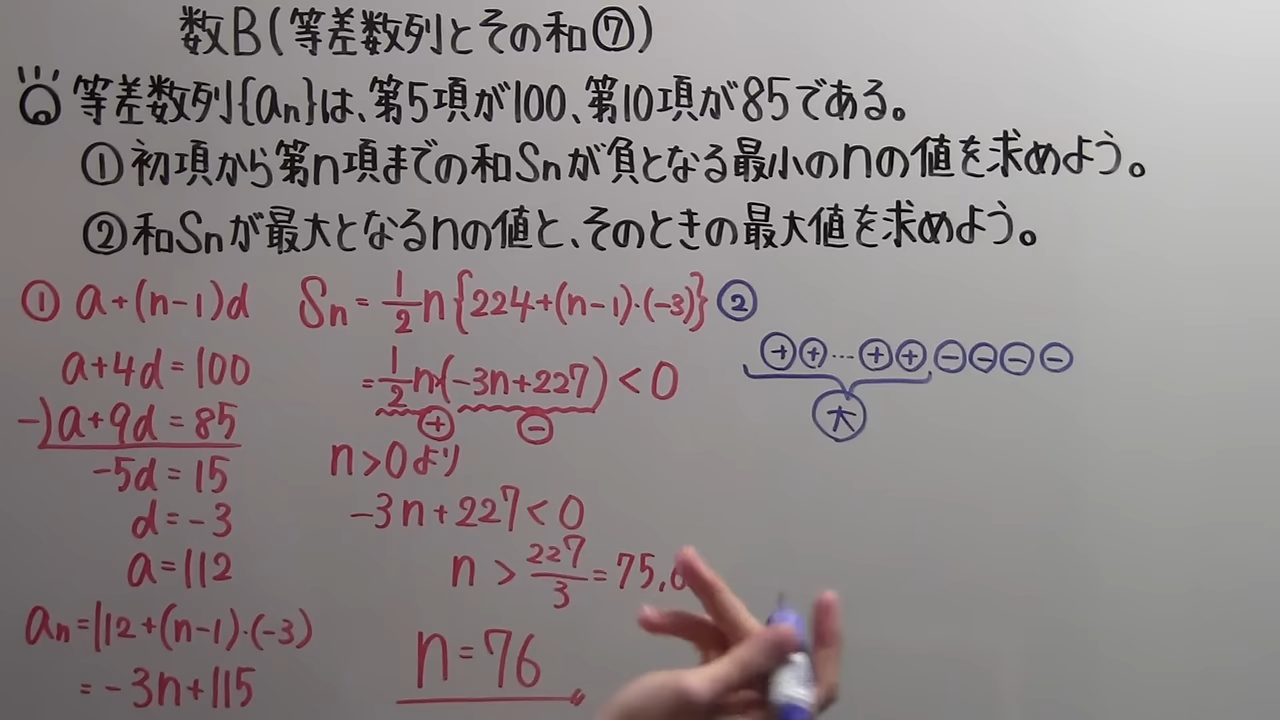 数B(等差数列とその和⑦)
等差数列{an}は、第5項が100、第10項が85である。
①初項から第n項までの和Snが負となる最小のnの値を求めよう。
②和Snが最大となるnの値と、そのときの最大値を求めよう。
① a+(n-1)d
a+4d=100
-)a+9d=85
-5d=15
d=-3
a=112
an=112+(n-1)·(-3)
=-3n+115
Sn=1/2n{224+(n-1)·(-3)}
=1/2n(-3n+227)<0
⊕ ⊖
n>0より
-3n+227<0
n>227/3=75.
n=76
②
⊕⊕…⊕⊕⊖⊖⊖⊖
大